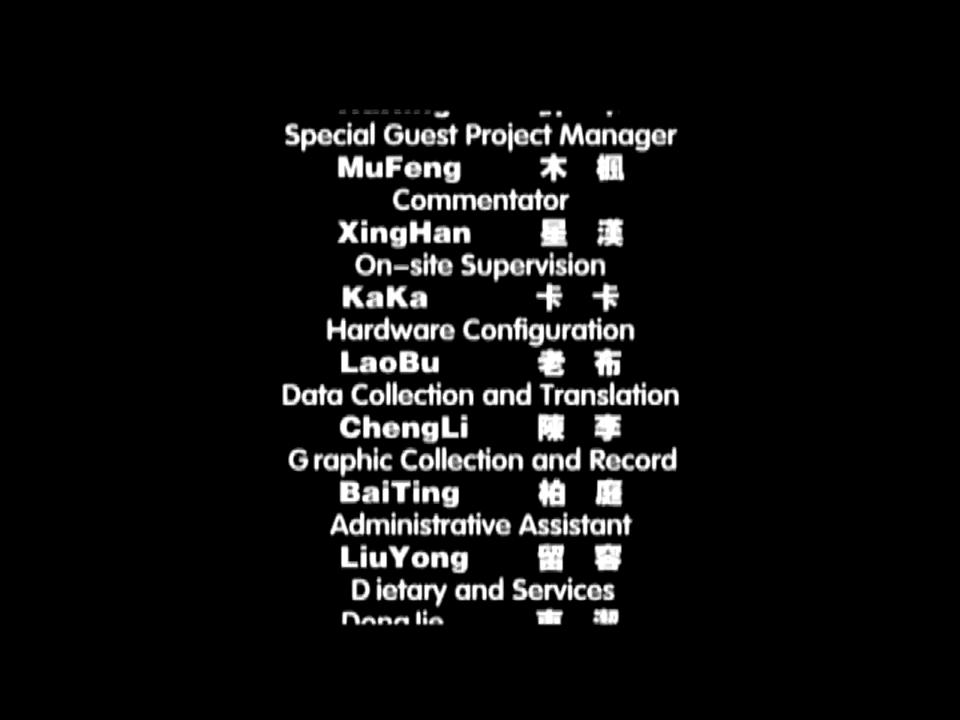 Special Guest Project Manager
MuFeng 木 楓
Commentator
XingHan 星 漢
On-site Supervision
KaKa 卡 卡
Hardware Configuration
LaoBu 老 布
Data Collection and Translation
ChengLi 陳 李
Graphic Collection and Record
BaiTing 柏 庭
Administrative Assistant
LiuYong 留 容
Dietary and Services